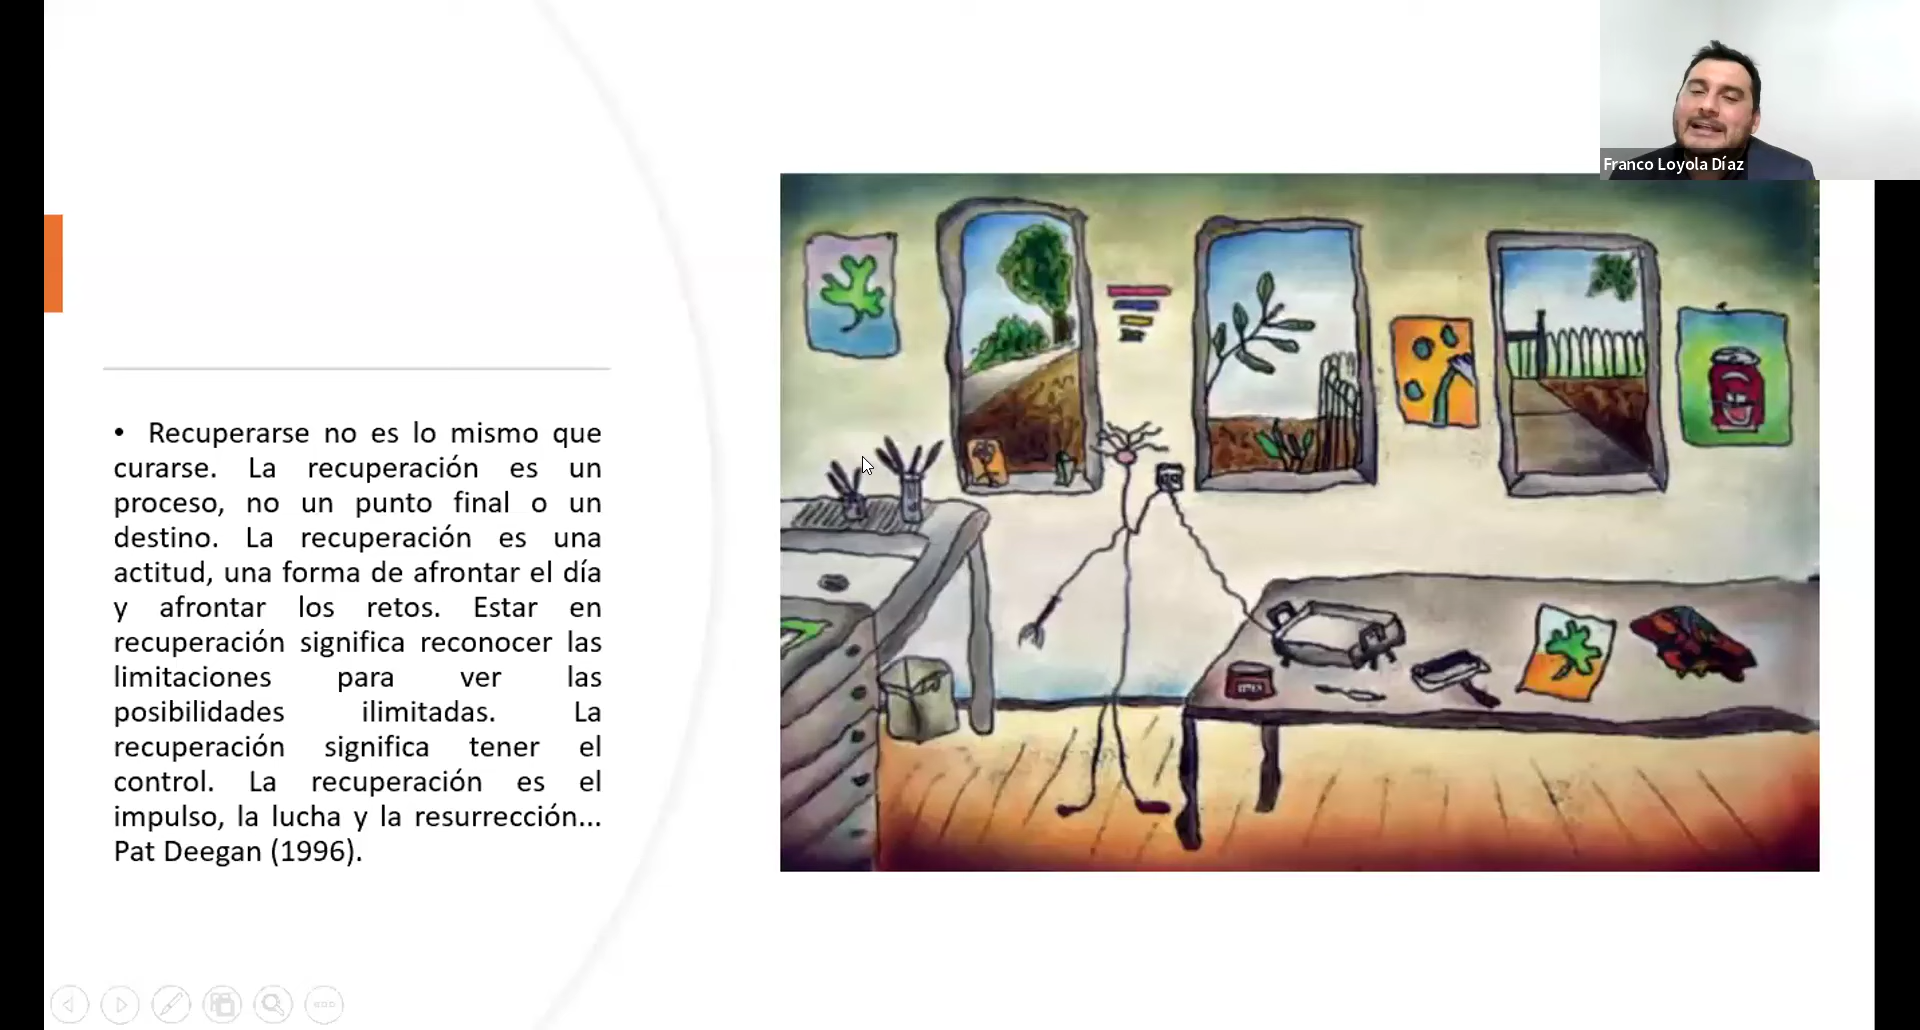 Franco Loyola Díaz
• Recuperarse no es lo mismo que
curarse. La recuperación es un
proceso, no un punto final o un
destino. La recuperación es una
actitud, una forma de afrontar el día
y afrontar los retos. Estar en
recuperación significa reconocer las
limitaciones para ver las
posibilidades ilimitadas. La
recuperación significa tener el
control. La recuperación es el
impulso, la lucha y la resurrección...
Pat Deegan (1996).